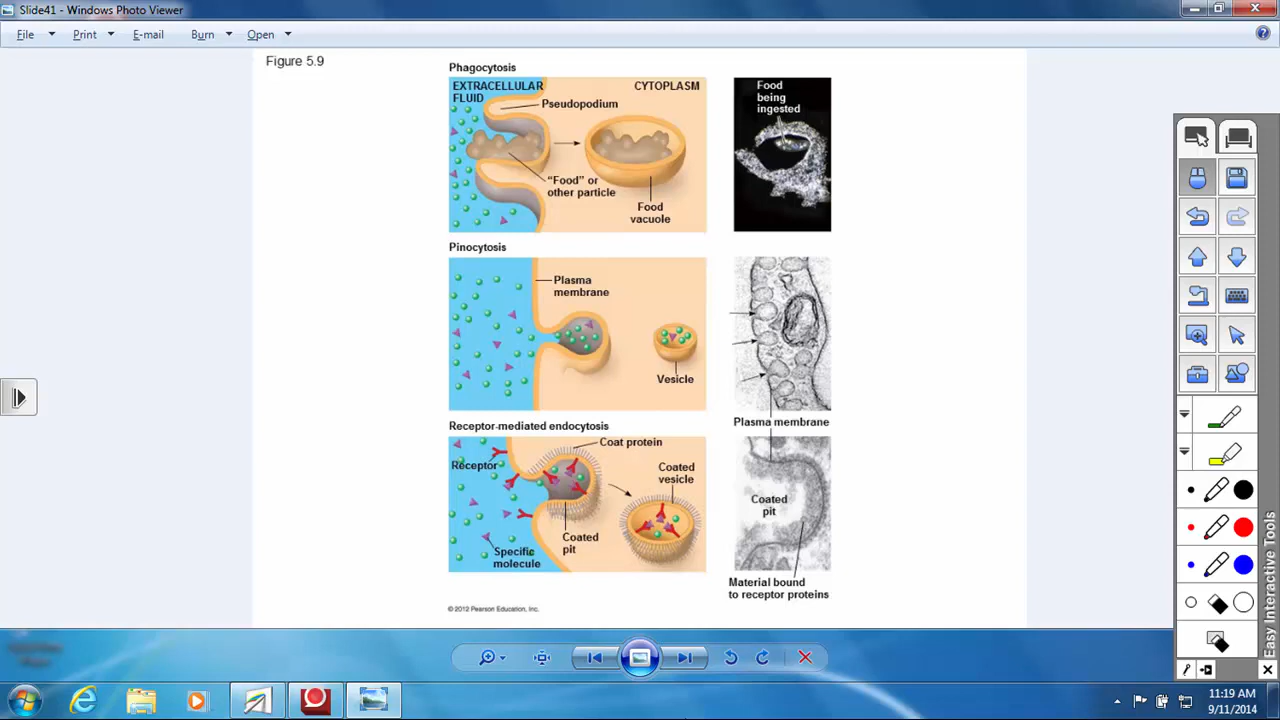 Slide41 - Windows Photo Viewer
File Print E-mail Burn Open
Figure 5.9
Phagocytosis
EXTRACELLULAR
FLUID
CYTOPLASM
Pseudopodium
“Food” or
other particle
Food
vacuole
Food
being
ingested
Pinocytosis
Plasma
membrane
Vesicle
Plasma membrane
Receptor-mediated endocytosis
Coat protein
Receptor
Coated
vesicle
Coated
pit
Specific
molecule
Coated
pit
Material bound
to receptor proteins
© 2012 Pearson Education, Inc.
Easy Interactive Tools
11:19 AM
9/11/2014